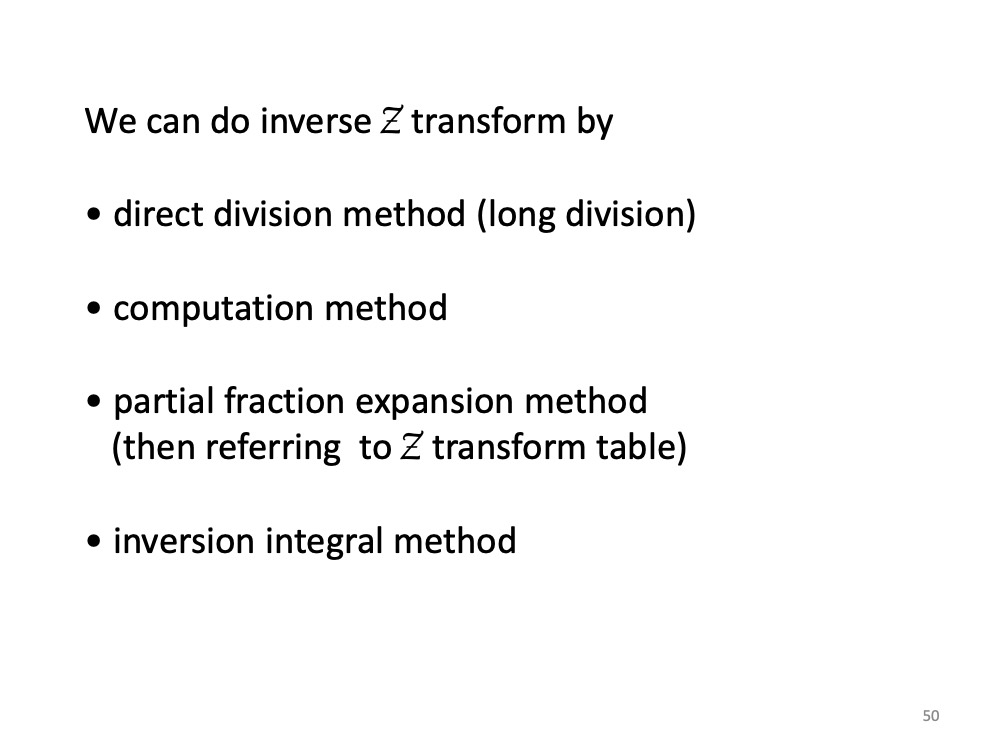 We can do inverse Ƶ transform by
• direct division method (long division)
• computation method
• partial fraction expansion method
(then referring  to Ƶ transform table)
• inversion integral method
50